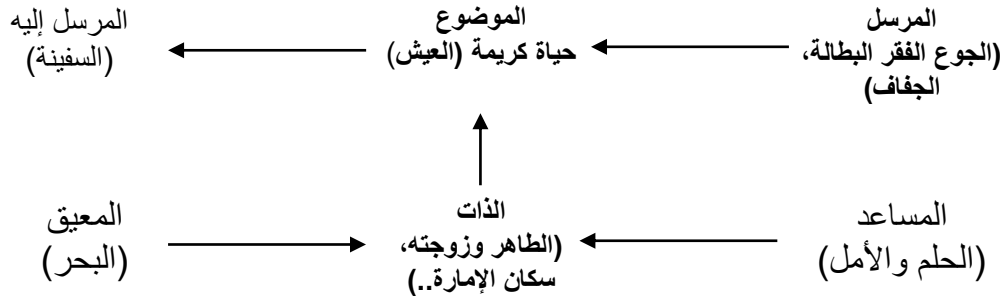 المرسل
(الجوع الفقر البطالة،
الجفاف)
الموضوع
حياة كريمة (العيش)
المرسل إليه
(السفينة)
المساعد
(الحلم والأمل)
الذات
(الطاهر وزوجته،
سكان الإمارة..)
المعيق
(البحر)